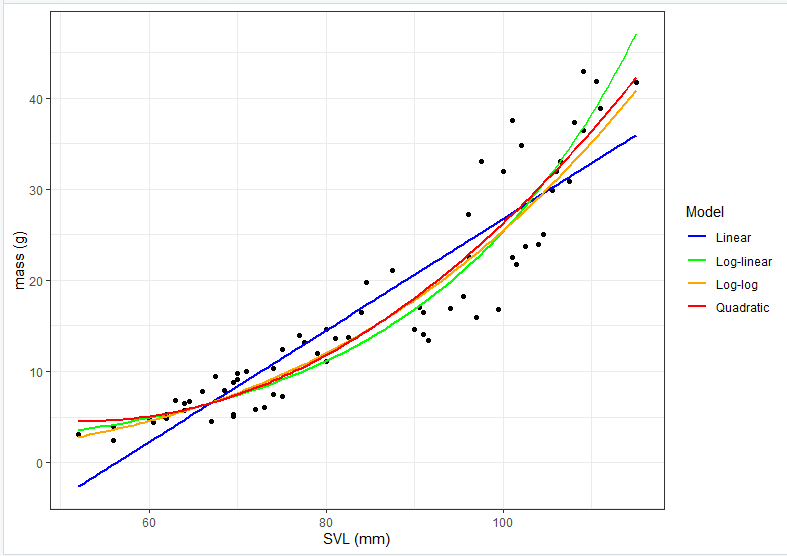 mass (g)
40
30
20
10
0
60 80 100
SVL (mm)
Model
Linear
Log-linear
Log-log
Quadratic